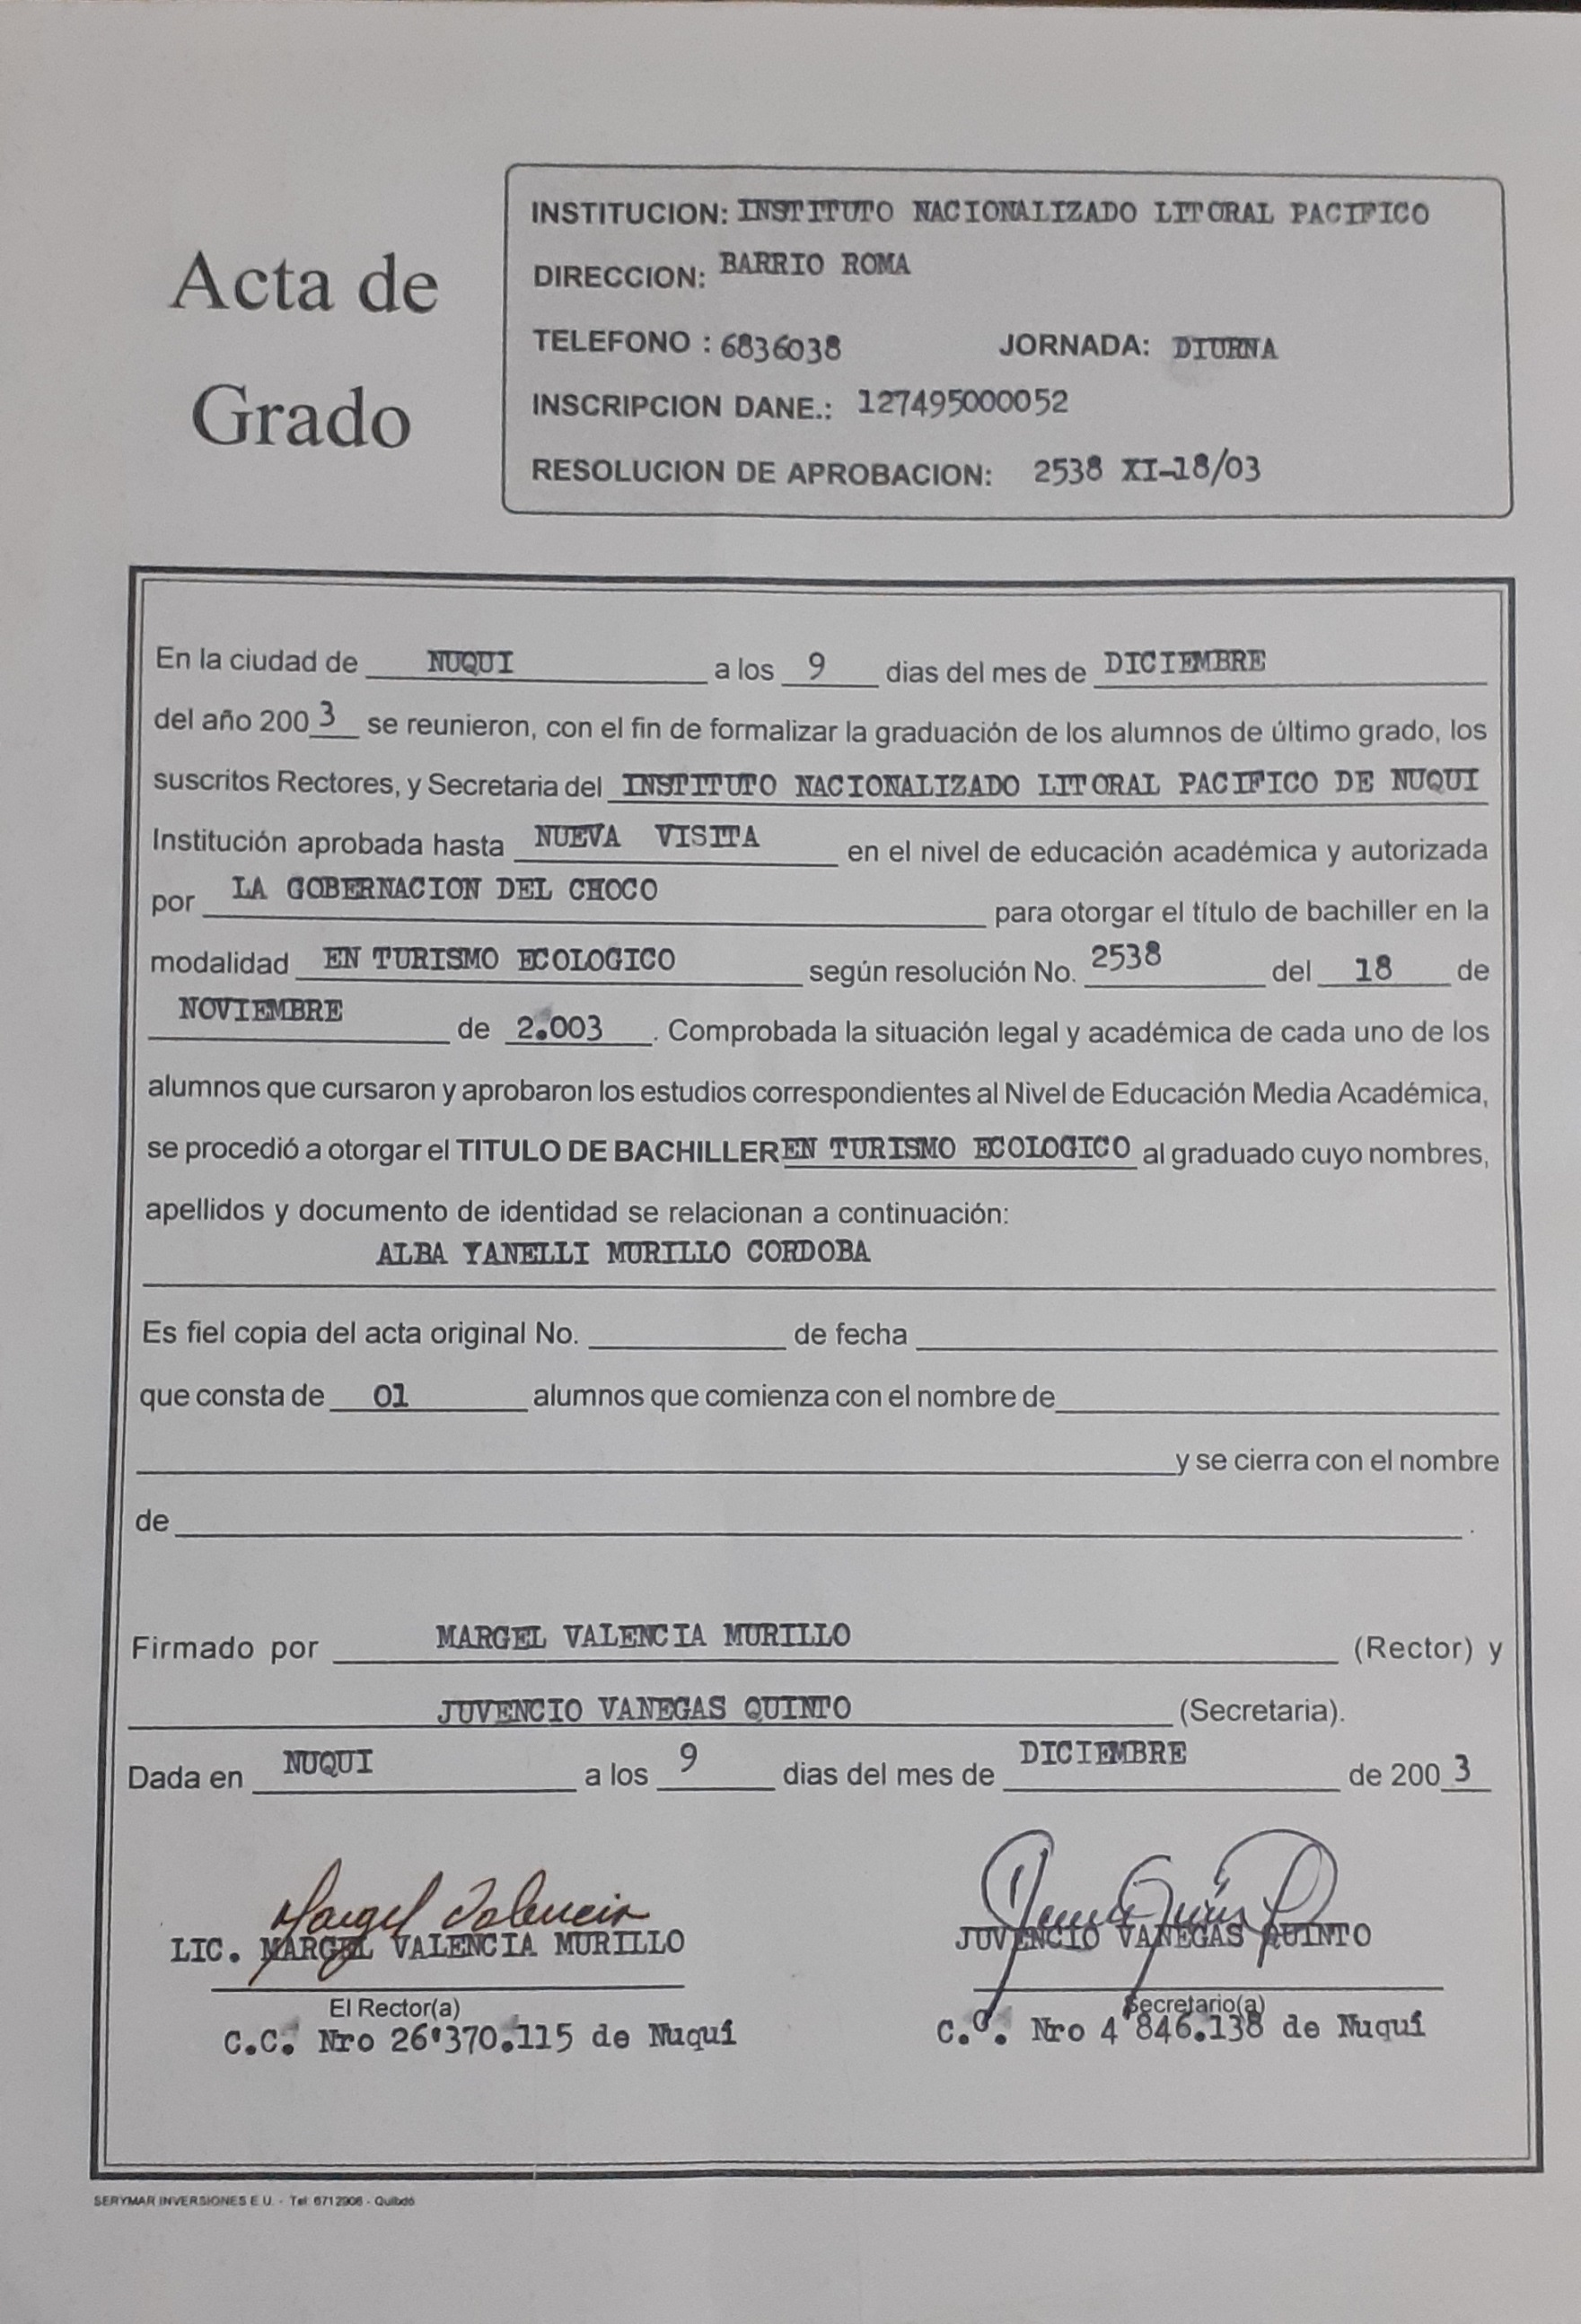 Acta de
Grado
INSTITUCION: INSTITUTO NACIONALIZADO LITORAL PACIFICO
DIRECCION: BARRIO ROMA
TELEFONO : 6836038 JORNADA: DIURNA
INSCRIPCION DANE.: 127495000052
RESOLUCION DE APROBACION: 2538 XI-18/03
En la ciudad de NUQUI a los 9 dias del mes de DICIEMBRE
del año 2003 se reunieron, con el fin de formalizar la graduación de los alumnos de último grado, los
suscritos Rectores, y Secretaria del INSTITUTO NACIONALIZADO LITORAL PACIFICO DE NUQUI
Institución aprobada hasta NUEVA VISITA en el nivel de educación académica y autorizada
por LA GOBERNACION DEL CHOCO para otorgar el título de bachiller en la
modalidad EN TURISMO ECOLOGICO según resolución No. 2538 del 18 de
NOVIEMBRE de 2.003. Comprobada la situación legal y académica de cada uno de los
alumnos que cursaron y aprobaron los estudios correspondientes al Nivel de Educación Media Académica,
se procedió a otorgar el TITULO DE BACHILLER EN TURISMO ECOLOGICO al graduado cuyo nombres,
apellidos y documento de identidad se relacionan a continuación:
ALBA YANELLI MURILLO CORDOBA
Es fiel copia del acta original No. de fecha
que consta de 01 alumnos que comienza con el nombre de
y se cierra con el nombre
de .
Firmado por MARGEL VALENCIA MURILLO (Rector) y
JUVENCIO VANEGAS QUINTO (Secretaria).
Dada en NUQUI a los 9 dias del mes de DICIEMBRE de 2003
Margel Valencia
LIC. MARGEL VALENCIA MURILLO JUVENCIO VANEGAS QUINTO
El Rector(a) Secretario(a)
C.C. Nro 26'370.115 de Nuquí C.C. Nro 4'846.138 de Nuquí
SERYMAR INVERSIONES E.U. - Tel: 6712906 - Quibdó